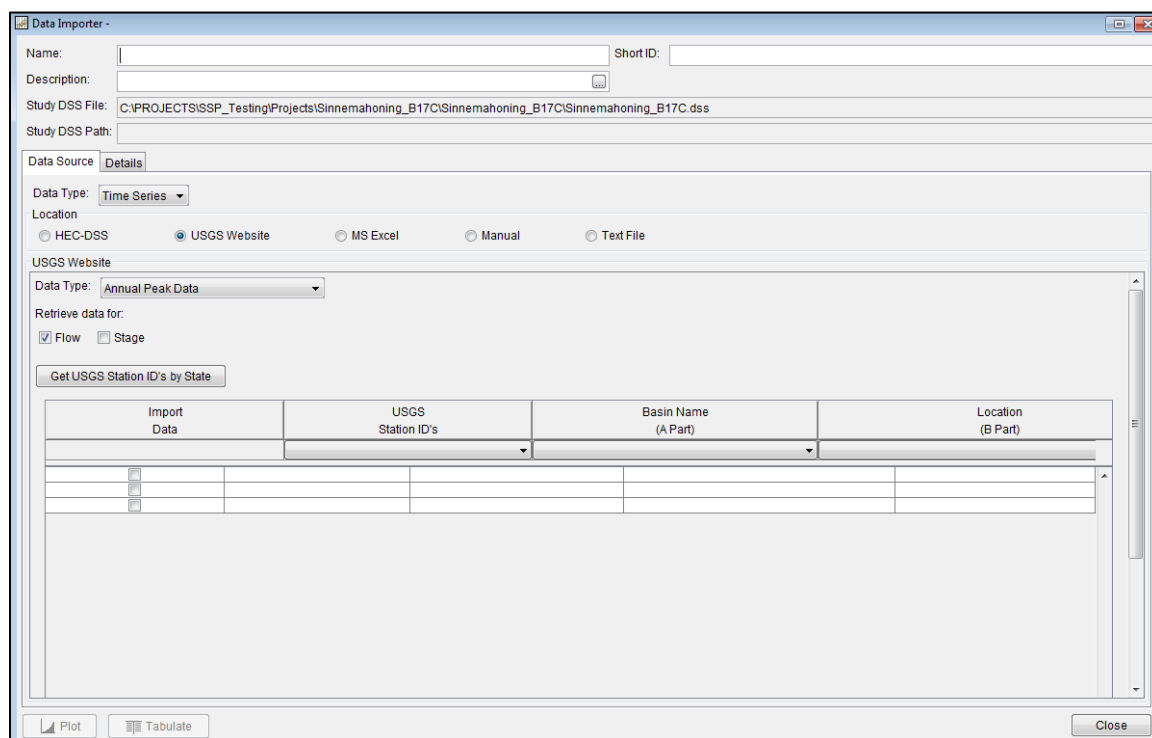 Data Importer -
Name: Short ID:
Description: ...
Study DSS File: C:\PROJECTS\SSP_Testing\Projects\Sinnemahoning_B17C\Sinnemahoning_B17C\Sinnemahoning_B17C.dss
Study DSS Path:
Data Source Details
Data Type: Time Series
Location
HEC-DSS USGS Website MS Excel Manual Text File
USGS Website
Data Type: Annual Peak Data
Retrieve data for:
Flow Stage
Get USGS Station ID's by State
Import USGS Basin Name Location
Data Station ID's (A Part) (B Part)
Plot Tabulate Close